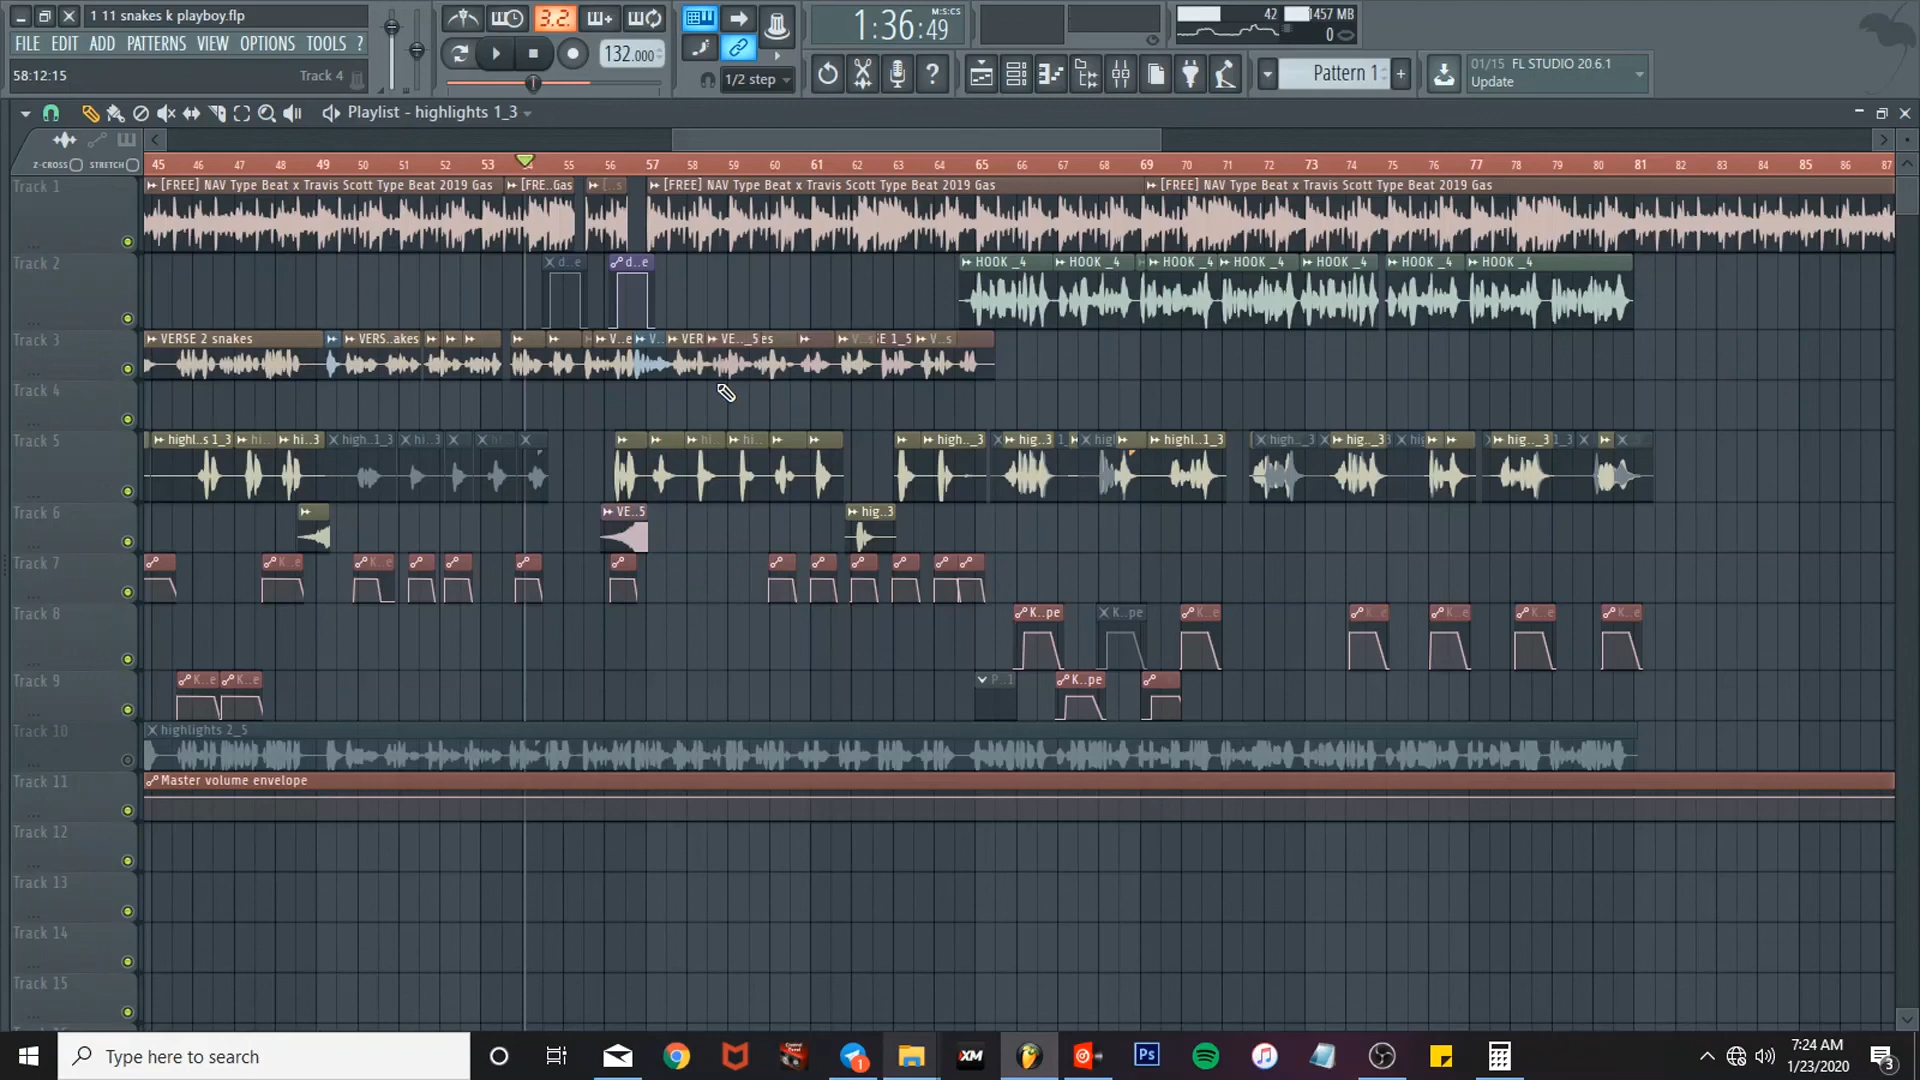 1 11 snakes k playboy.flp
FILE EDIT ADD PATTERNS VIEW OPTIONS TOOLS ?
58:12:15 Track 4
3.2.
132.000
1:36:49
M:S:CS
1/2 step
42
1457 MB
0
Pattern 1
01/15 FL STUDIO 20.6.1
Update
Playlist - highlights 1_3
Z-CROSS STRETCH
45 46 47 48 49 50 51 52 53 54 55 56 57 58 59 60 61 62 63 64 65 66 67 68 69 70 71 72 73 74 75 76 77 78 79 80 81 82 83 84 85 86 87
Track 1
[FREE] NAV Type Beat x Travis Scott Type Beat 2019 Gas [FRE..Gas [..s [FREE] NAV Type Beat x Travis Scott Type Beat 2019 Gas [FREE] NAV Type Beat x Travis Scott Type Beat 2019 Gas
Track 2
d..e d..e HOOK _4 HOOK _4 HOOK _4 HOOK _4 HOOK _4 HOOK _4 HOOK _4
Track 3
VERSE 2 snakes VERS..akes V..e V.. VER VE.._5 es V..s E 1_5 V..s
Track 4
Track 5
highl..s 1_3 hi.. hi..3 high..1_3 hi..3 hi.. hi.. high.._3 hig..3 highl..1_3 high.._3 hig.._3 hig.._3 1_3
Track 6
VE..5 hig..3
Track 7
K..e K..e
Track 8
K..pe K..pe K..e K..e K..e K..e K..e
Track 9
K..e K..e P..1 K..pe
Track 10
highlights 2_5
Track 11
Master volume envelope
Track 12
Track 13
Track 14
Track 15
Type here to search
1
XM
Ps
7:24 AM
1/23/2020
3